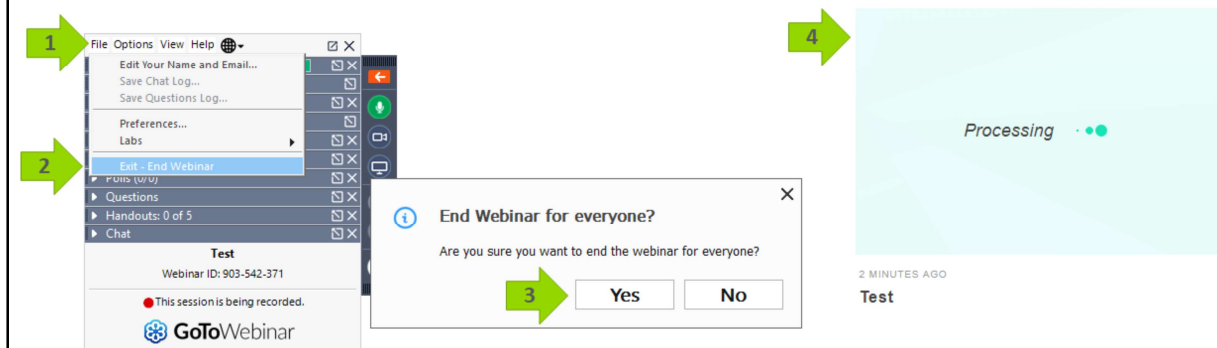 1
File Options View Help
Edit Your Name and Email...
Save Chat Log...
Save Questions Log...
Preferences...
Labs
2
Exit - End Webinar
Polls (0/0)
Questions
Handouts: 0 of 5
Chat
Test
Webinar ID: 903-542-371
This session is being recorded.
GoToWebinar
End Webinar for everyone?
Are you sure you want to end the webinar for everyone?
3
Yes No
4
Processing
2 MINUTES AGO
Test